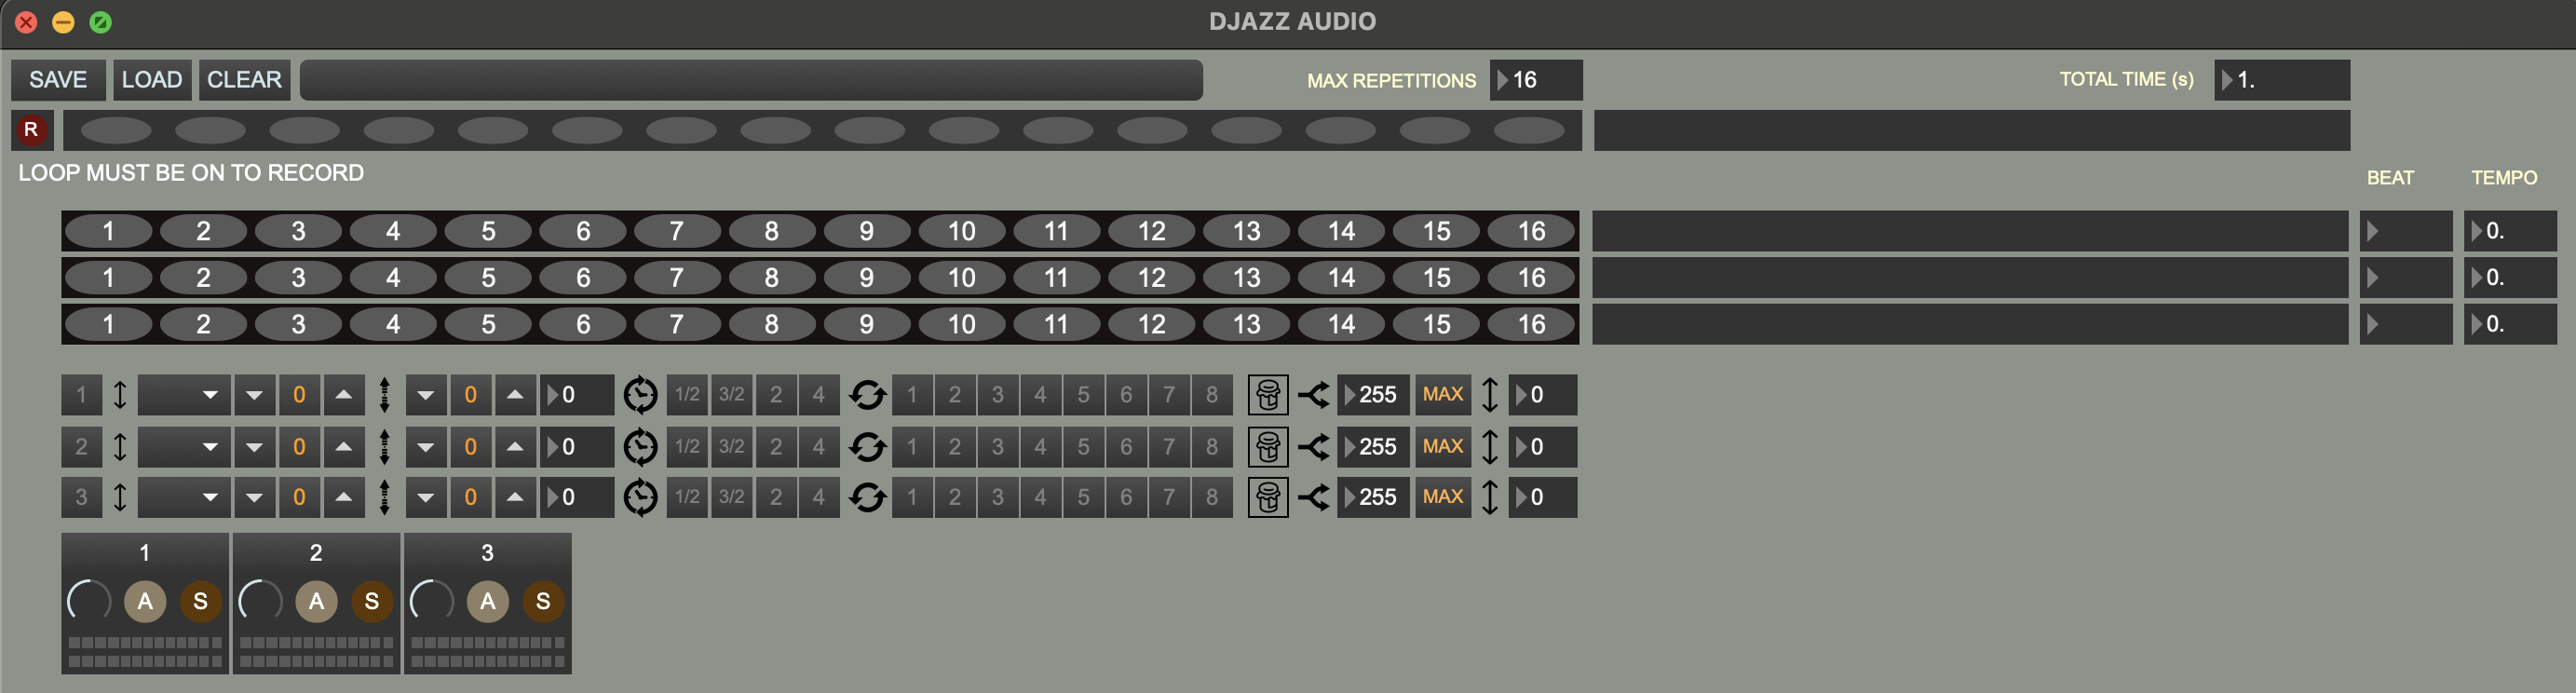 DJAZZ AUDIO
SAVE LOAD CLEAR MAX REPETITIONS 16 TOTAL TIME (s) 1.
R
LOOP MUST BE ON TO RECORD BEAT TEMPO
1 2 3 4 5 6 7 8 9 10 11 12 13 14 15 16 0.
1 2 3 4 5 6 7 8 9 10 11 12 13 14 15 16 0.
1 2 3 4 5 6 7 8 9 10 11 12 13 14 15 16 0.
1 0 0 0 1/2 3/2 2 4 1 2 3 4 5 6 7 8 255 MAX 0
2 0 0 0 1/2 3/2 2 4 1 2 3 4 5 6 7 8 255 MAX 0
3 0 0 0 1/2 3/2 2 4 1 2 3 4 5 6 7 8 255 MAX 0
1 2 3
A S A S A S